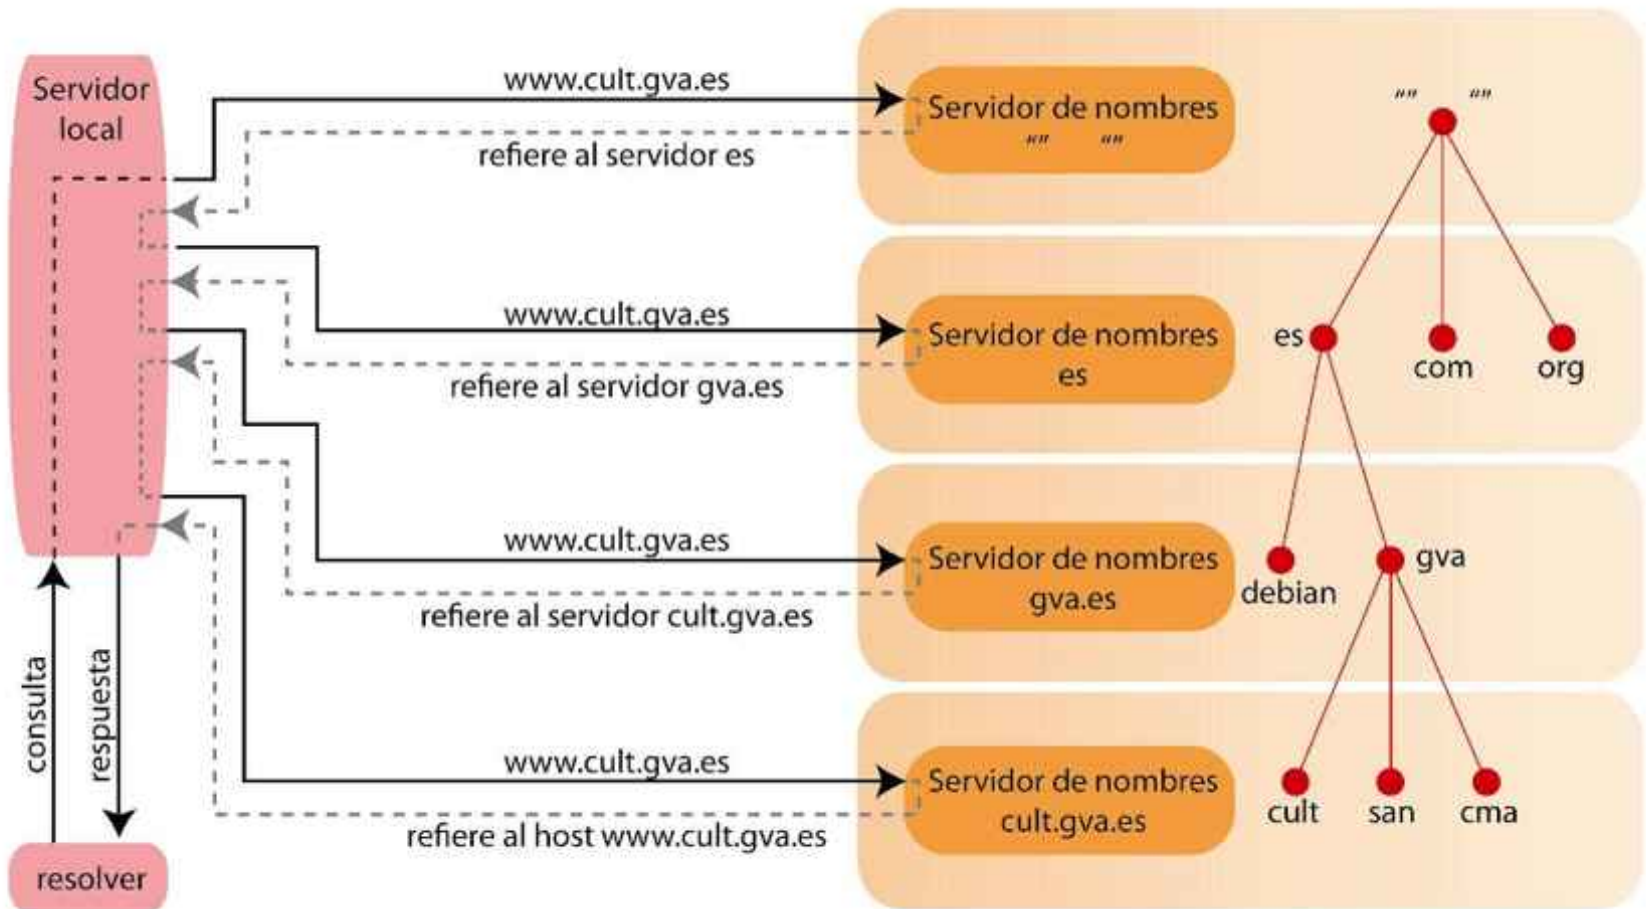 Servidor
local
www.cult.gva.es
refiere al servidor es
Servidor de nombres
"" ""
"" ""
www.cult.gva.es
refiere al servidor gva.es
Servidor de nombres
es
es
com
org
www.cult.gva.es
refiere al servidor cult.gva.es
Servidor de nombres
gva.es
debian
gva
consulta
respuesta
www.cult.gva.es
refiere al host www.cult.gva.es
Servidor de nombres
cult.gva.es
cult
san
cma
resolver